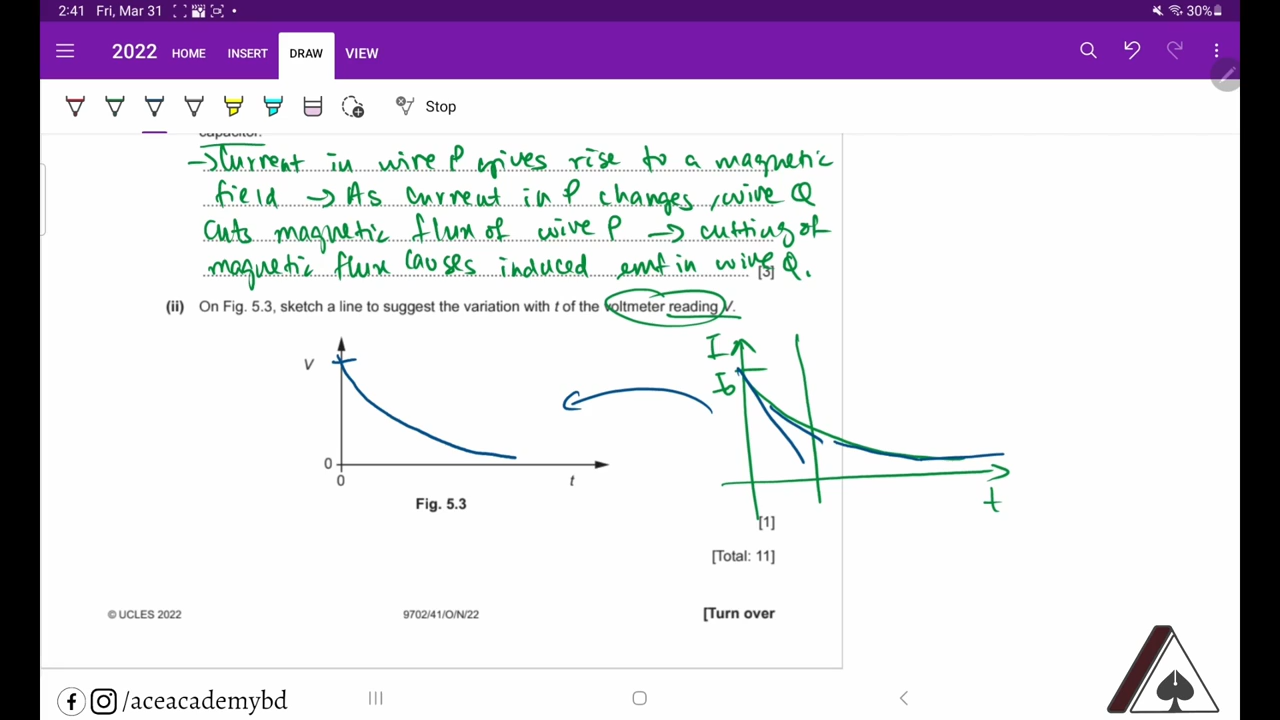 2:41 Fri, Mar 31 30%
2022 HOME INSERT DRAW VIEW
Stop
capacitor.
→ Current in wire P gives rise to a magnetic
field → As current in P changes, wire Q
cuts magnetic flux of wire P → cutting of
magnetic flux causes induced emf in wire Q.
[3]
(ii) On Fig. 5.3, sketch a line to suggest the variation with t of the voltmeter reading V.
V
0
0
t
Fig. 5.3
I
I0
t
[1]
[Total: 11]
© UCLES 2022 9702/41/O/N/22 [Turn over
/aceacademybd